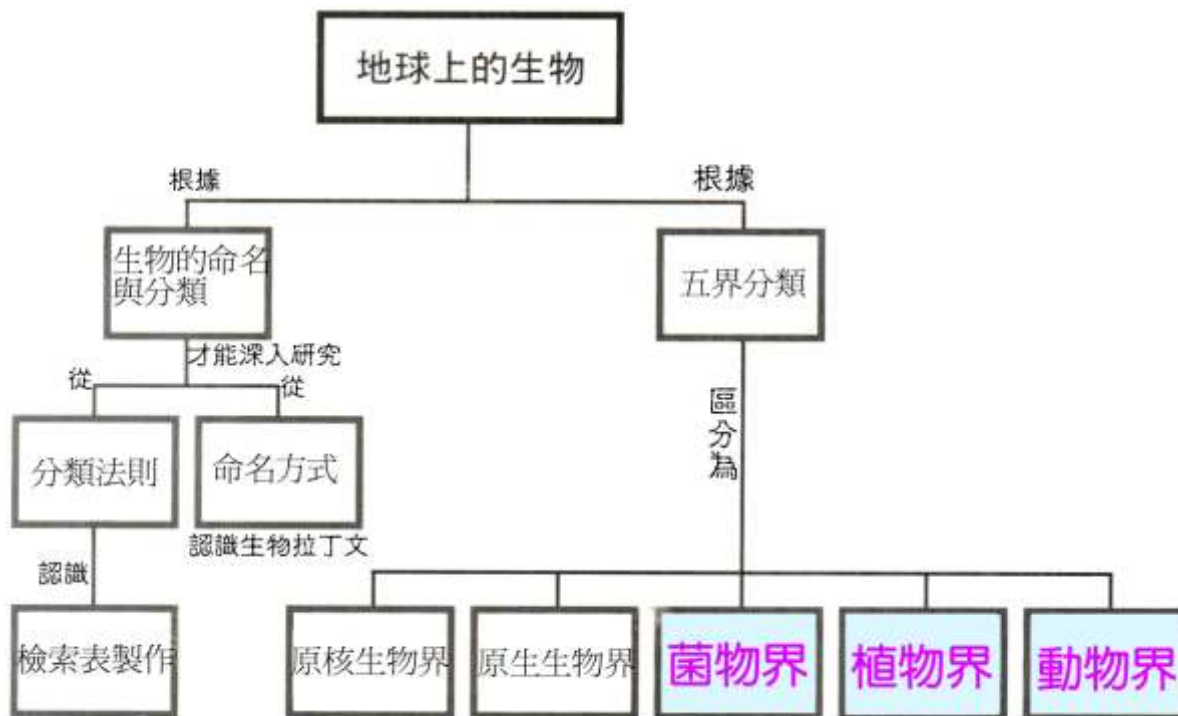 地球上的生物
根據
根據
生物的命名
與分類
五界分類
才能深入研究
從
從
區分為
分類法則
命名方式
認識生物拉丁文
認識
檢索表製作
原核生物界
原生生物界
菌物界
植物界
動物界